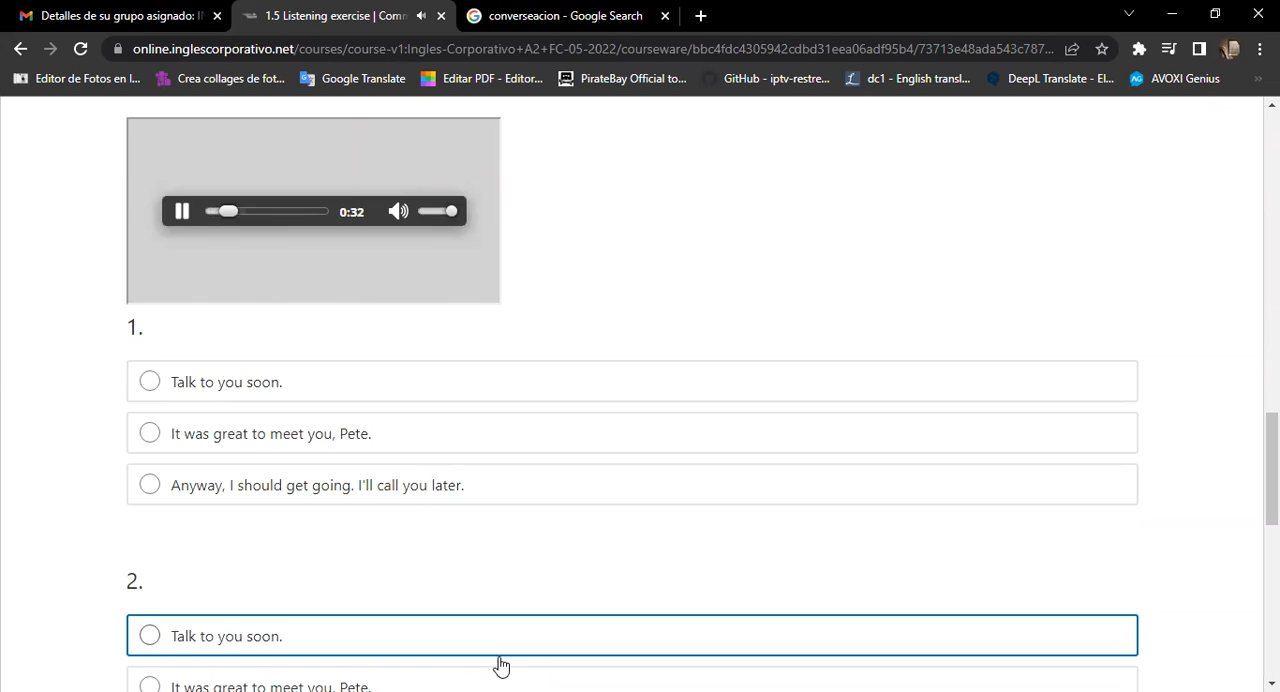 Detalles de su grupo asignado: I
1.5 Listening exercise | Comm
converseacion - Google Search
online.inglescorporativo.net/courses/course-v1:Ingles-Corporativo+A2+FC-05-2022/courseware/bbc4fdc4305942cdbd31eea06adf95b4/73713e48ada543c787...
Editor de Fotos en l...
Crea collages de fot...
Google Translate
Editar PDF - Editor...
PirateBay Official to...
GitHub - iptv-restre...
dc1 - English transl...
DeepL Translate - El...
AVOXI Genius
0:32
1.
Talk to you soon.
It was great to meet you, Pete.
Anyway, I should get going. I'll call you later.
2.
Talk to you soon.
It was great to meet you, Pete.